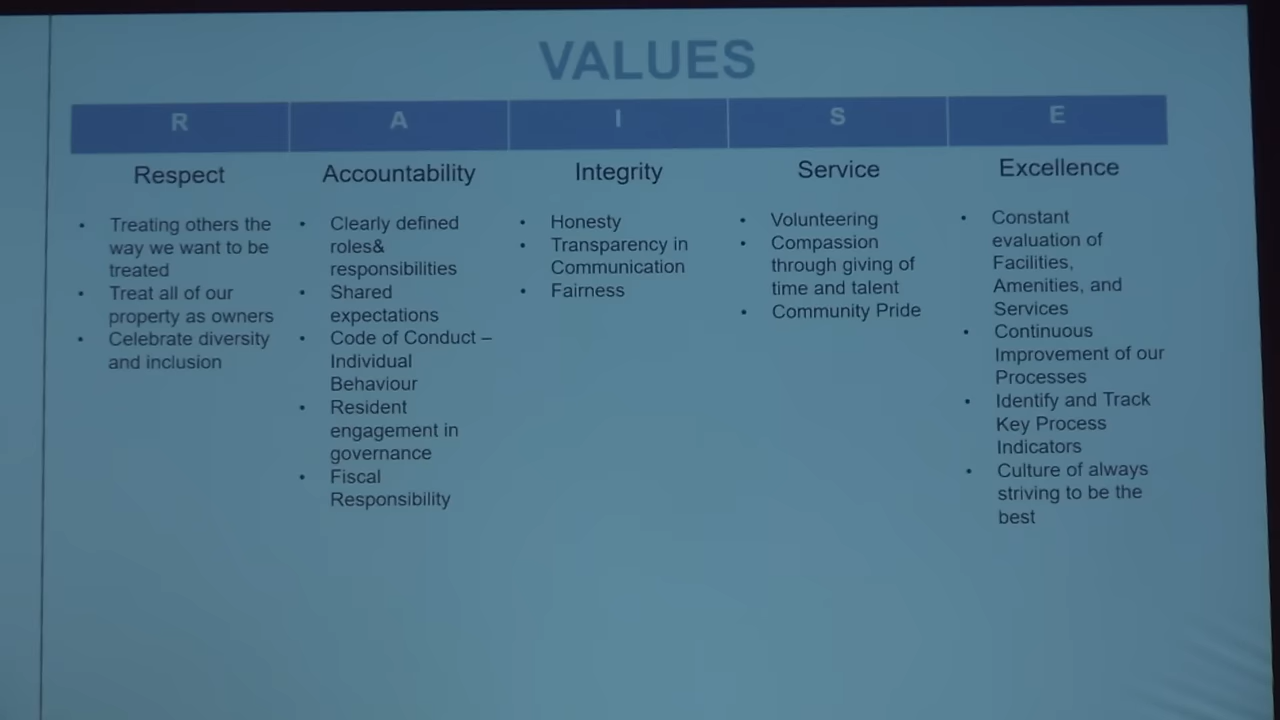 VALUES
R A I S E
Respect
Treating others the
way we want to be
treated
Treat all of our
property as owners
Celebrate diversity
and inclusion
Accountability
Clearly defined
roles&
responsibilities
Shared
expectations
Code of Conduct –
Individual
Behaviour
Resident
engagement in
governance
Fiscal
Responsibility
Integrity
Honesty
Transparency in
Communication
Fairness
Service
Volunteering
Compassion
through giving of
time and talent
Community Pride
Excellence
Constant
evaluation of
Facilities,
Amenities, and
Services
Continuous
Improvement of our
Processes
Identify and Track
Key Process
Indicators
Culture of always
striving to be the
best